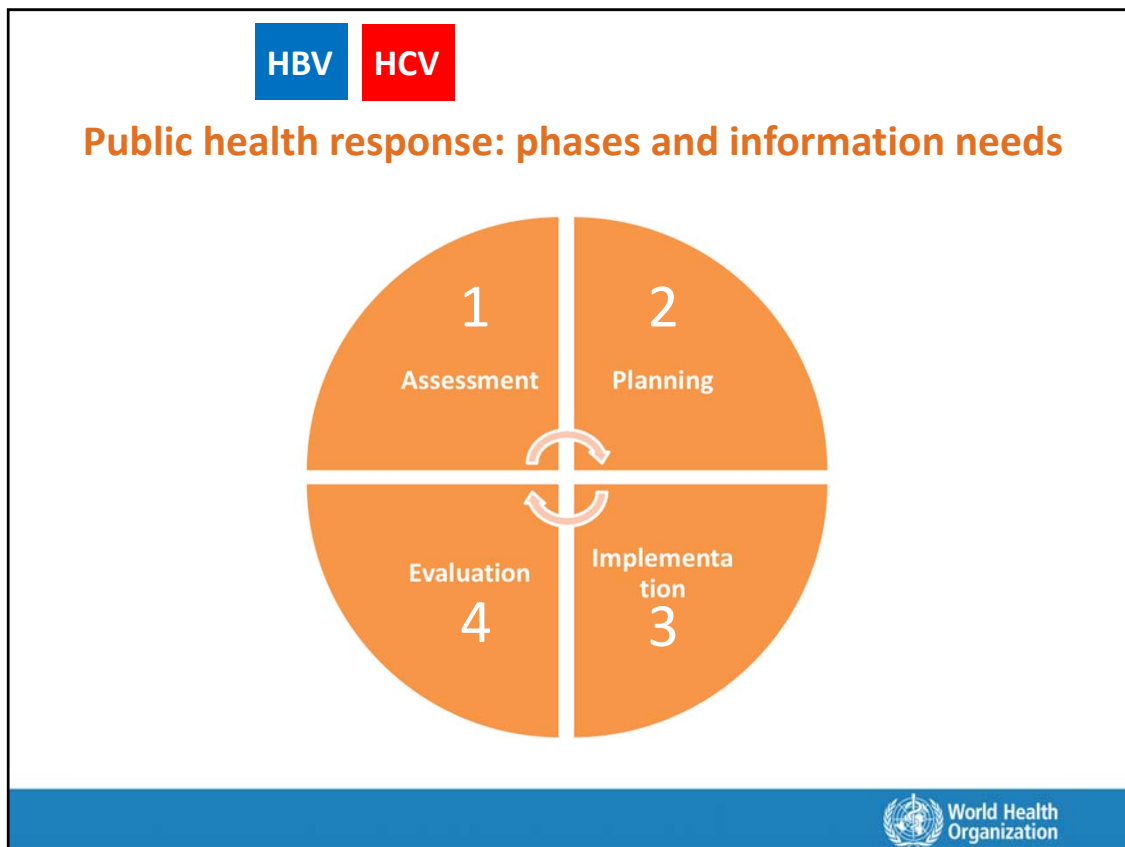 HBV HCV
Public health response: phases and information needs
1
Assessment
2
Planning
Implementa
tion
3
Evaluation
4
World Health
Organization